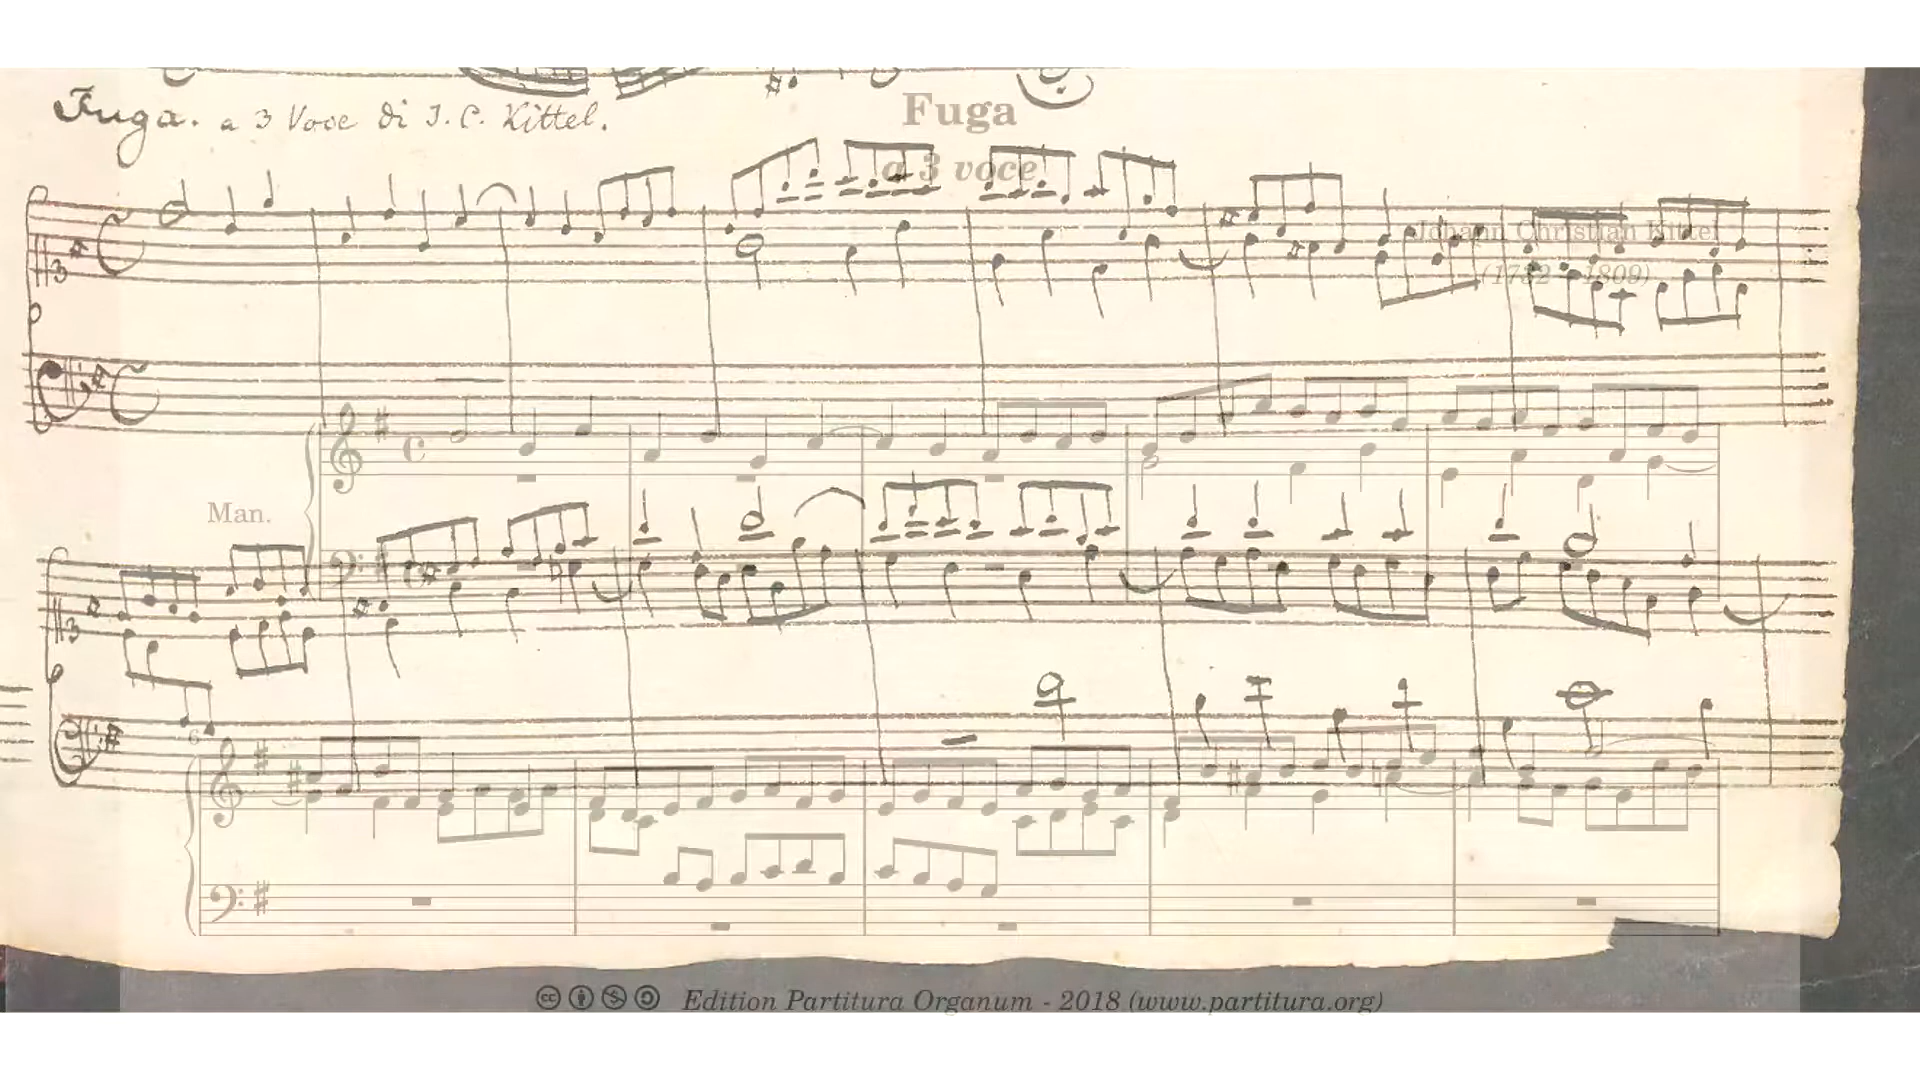 Fuga. a 3 Voce di J. C. Kittel.
Fuga
a 3 voce
Johann Christian Kittel
(1732 - 1809)
Man.
6
Edition Partitura Organum - 2018 (www.partitura.org)